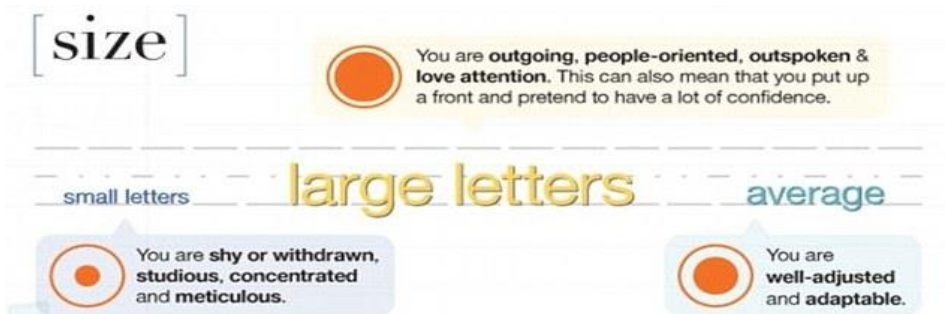 [size]
You are outgoing, people-oriented, outspoken &
love attention. This can also mean that you put up
a front and pretend to have a lot of confidence.
small letters
large letters
average
You are shy or withdrawn,
studious, concentrated
and meticulous.
You are
well-adjusted
and adaptable.